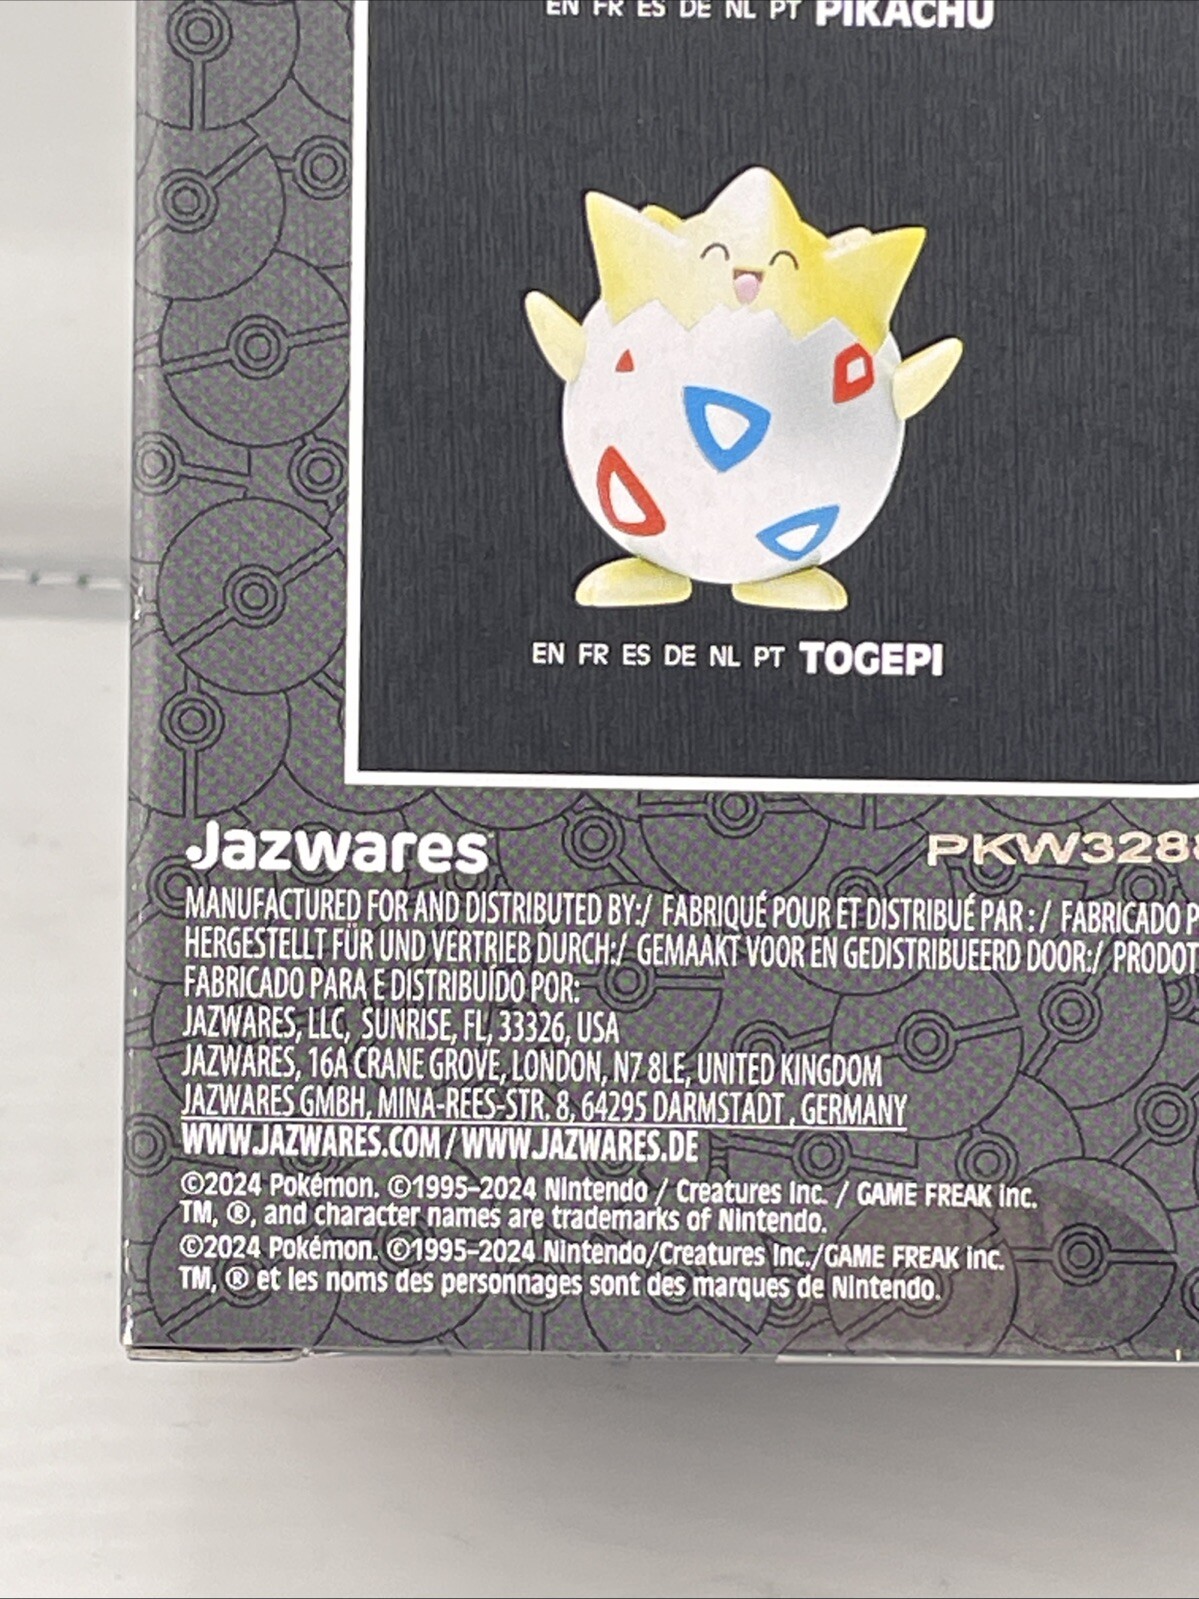 EN FR ES DE NL PT PIKACHU
EN FR ES DE NL PT TOGEPI
Jazwares
PKW328
MANUFACTURED FOR AND DISTRIBUTED BY:/ FABRIQUÉ POUR ET DISTRIBUÉ PAR : / FABRICADO P
HERGESTELLT FÜR UND VERTRIEB DURCH:/ GEMAAKT VOOR EN GEDISTRIBUEERD DOOR:/ PRODOT
FABRICADO PARA E DISTRIBUÍDO POR:
JAZWARES, LLC, SUNRISE, FL, 33326, USA
JAZWARES, 16A CRANE GROVE, LONDON, N7 8LE, UNITED KINGDOM
JAZWARES GMBH, MINA-REES-STR. 8, 64295 DARMSTADT , GERMANY
WWW.JAZWARES.COM / WWW.JAZWARES.DE
©2024 Pokémon. ©1995–2024 Nintendo / Creatures Inc. / GAME FREAK inc.
TM, ®, and character names are trademarks of Nintendo.
©2024 Pokémon. ©1995–2024 Nintendo/Creatures Inc./GAME FREAK inc.
TM, ® et les noms des personnages sont des marques de Nintendo.